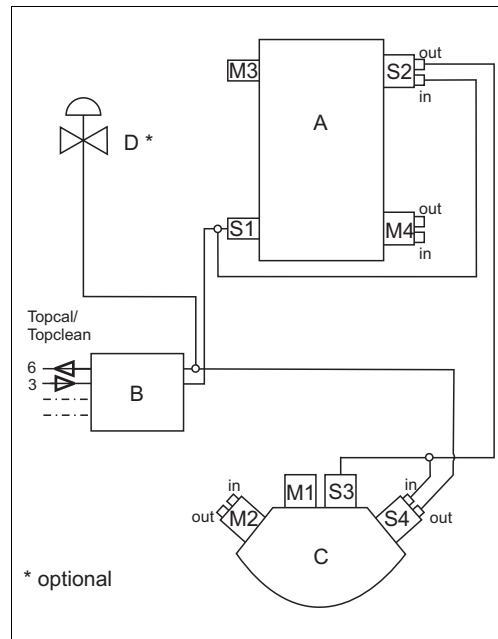 out
M3
S2
in
A
D *
S1
out
M4
in
Topcal/
Topclean
6
3
B
in
M1
S3
in
out
M2
S4
out
C
* optional